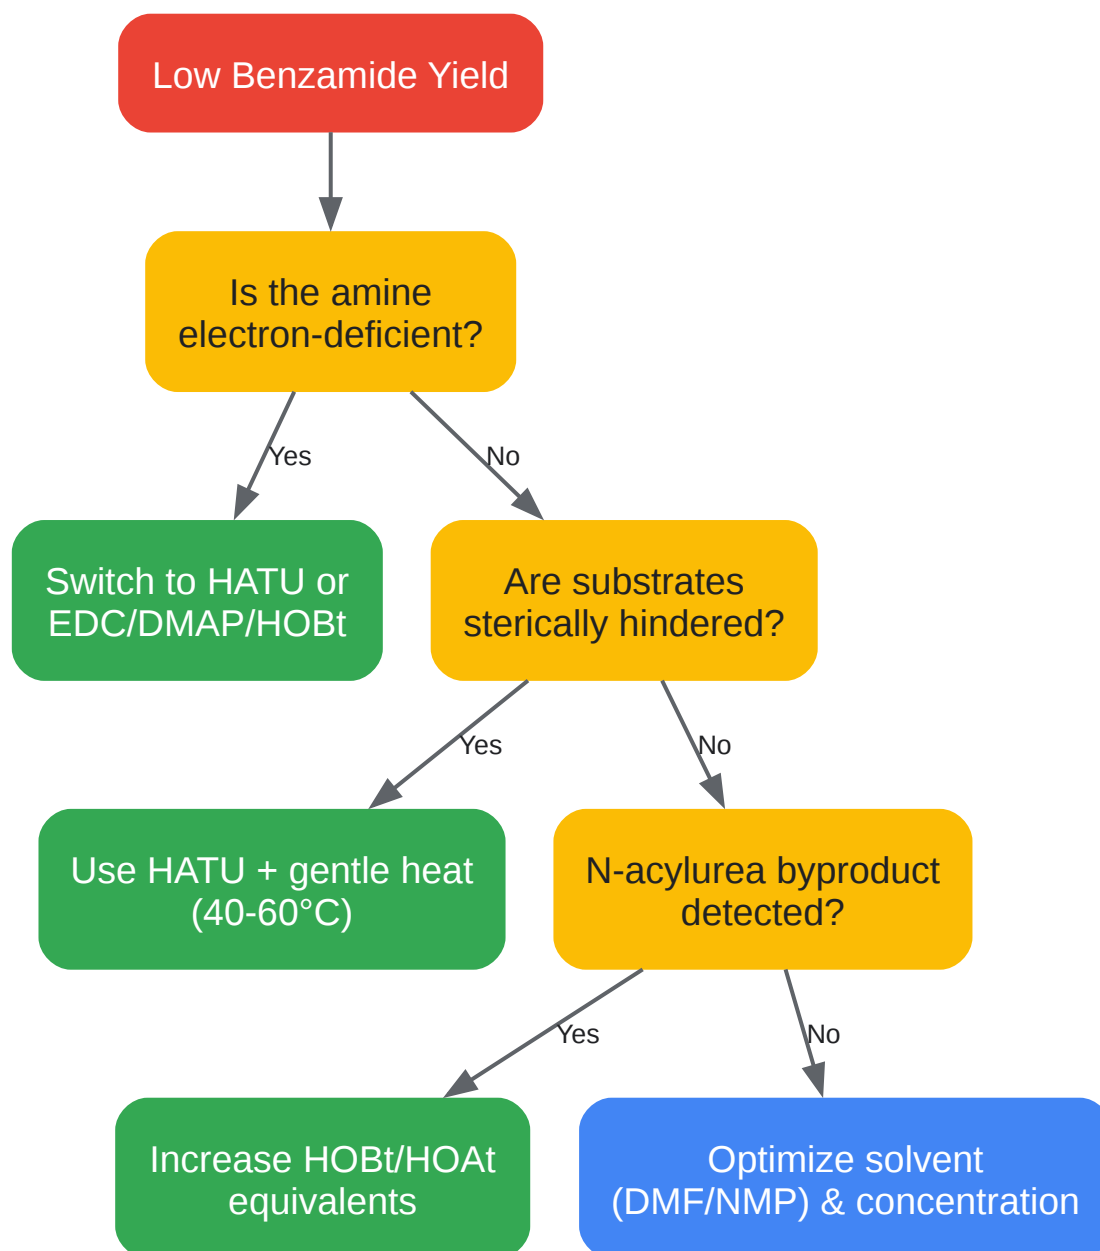 Low Benzamide Yield
Is the amine
electron-deficient?
Yes
No
Switch to HATU or
EDC/DMAP/HOBt
Are substrates
sterically hindered?
Yes
No
Use HATU + gentle heat
(40-60°C)
N-acylurea byproduct
detected?
Yes
No
Increase HOBt/HOAt
equivalents
Optimize solvent
(DMF/NMP) & concentration